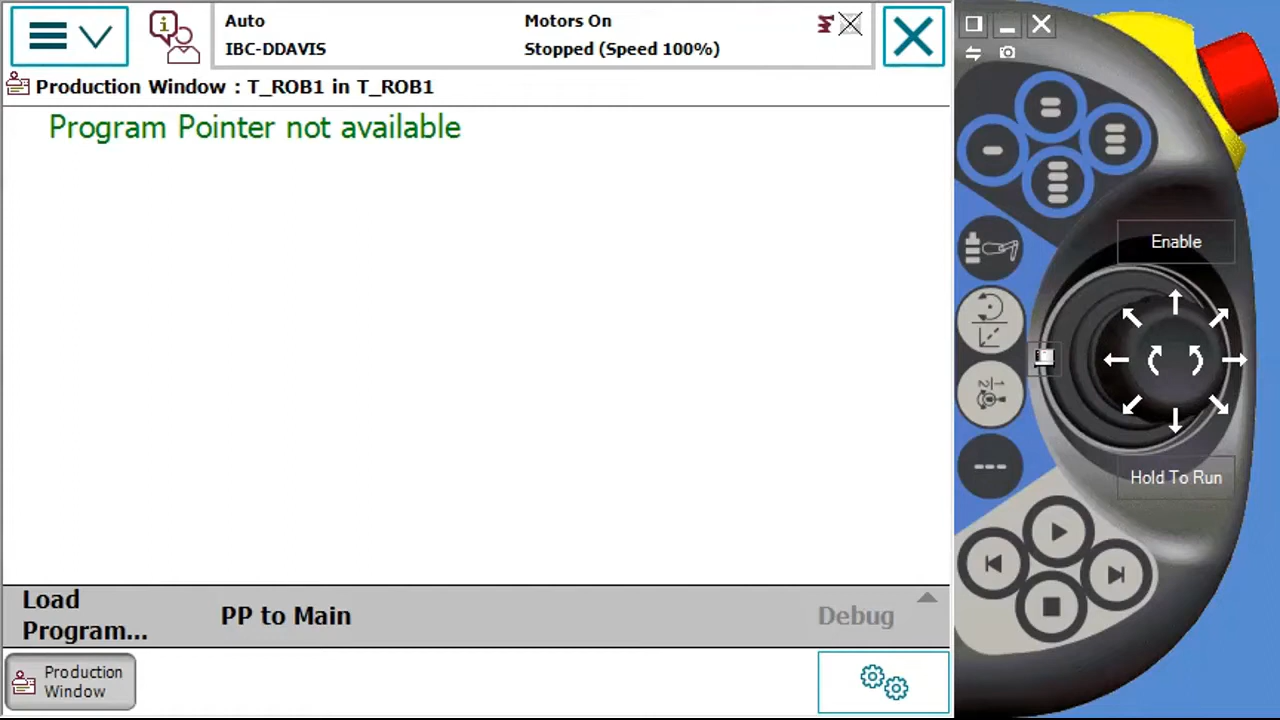 Auto
Motors On
IBC-DDAVIS
Stopped (Speed 100%)
Production Window : T_ROB1 in T_ROB1
Program Pointer not available
Enable
Hold To Run
Load
Program...
PP to Main
Debug
Production
Window